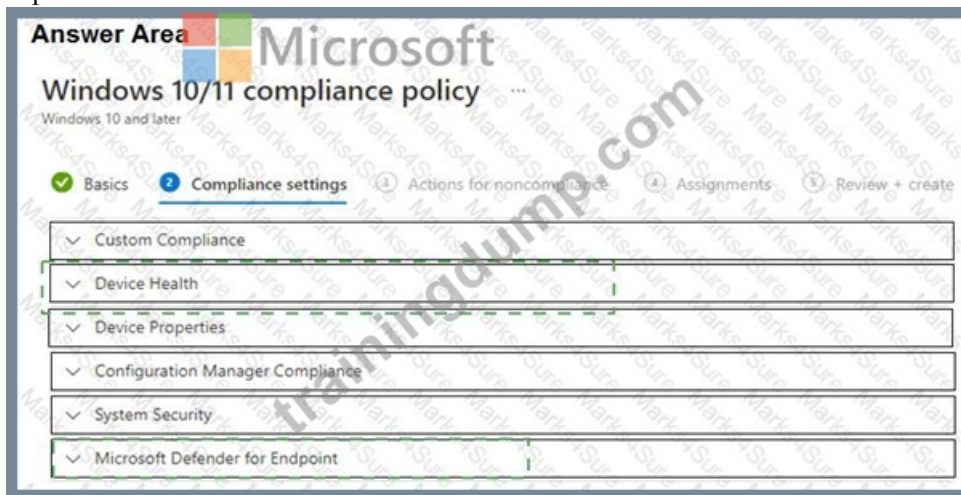 Answer Area
Microsoft
Windows 10/11 compliance policy ...
Windows 10 and later
Basics 2 Compliance settings 3 Actions for noncompliance 4 Assignments 5 Review + create
Custom Compliance
Device Health
Device Properties
Configuration Manager Compliance
System Security
Microsoft Defender for Endpoint
trainingdump.com
Marks4Sure